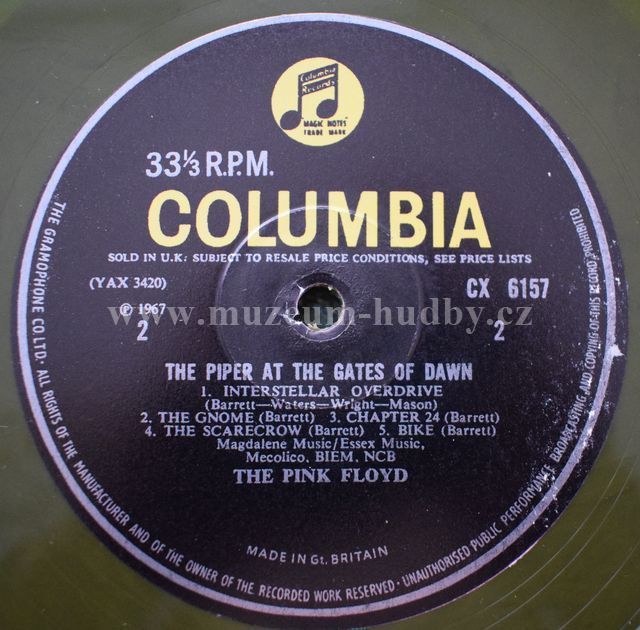 Columbia
Records
"MAGIC NOTES"
TRADE MARK
33⅓ R.P.M.
COLUMBIA
SOLD IN U.K: SUBJECT TO RESALE PRICE CONDITIONS, SEE PRICE LISTS
(YAX 3420) CX 6157
℗ 1967
2 2
www.muzeum-hudby.cz
THE PIPER AT THE GATES OF DAWN
1. INTERSTELLAR OVERDRIVE
(Barrett—Waters—Wright—Mason)
2. THE GNOME (Barrett) 3. CHAPTER 24 (Barrett)
4. THE SCARECROW (Barrett) 5. BIKE (Barrett)
Magdalene Music/Essex Music,
Mecolico, BIEM, NCB
THE PINK FLOYD
MADE IN Gt. BRITAIN
THE GRAMOPHONE CO LTD. · ALL RIGHTS OF THE MANUFACTURER AND OF THE OWNER OF THE RECORDED WORK RESERVED · UNAUTHORISED PUBLIC PERFORMANCE BROADCASTING AND COPYING OF THIS RECORD PROHIBITED